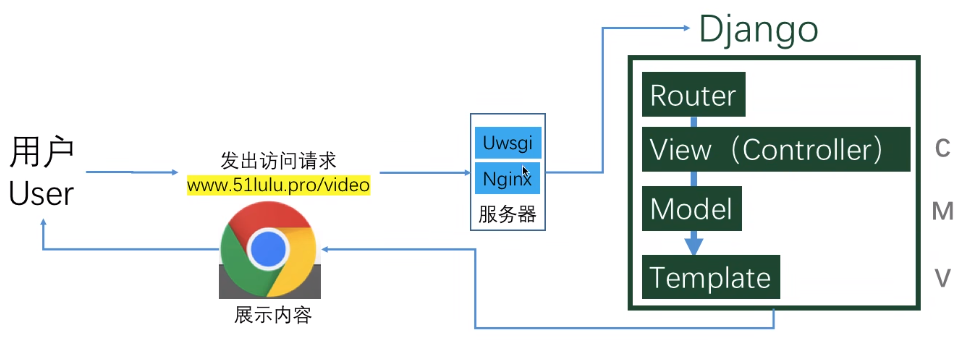 用户
User
发出访问请求
www.51lulu.pro/video
展示内容
Uwsgi
Nginx
服务器
Django
Router
View（Controller）
C
Model
M
Template
V